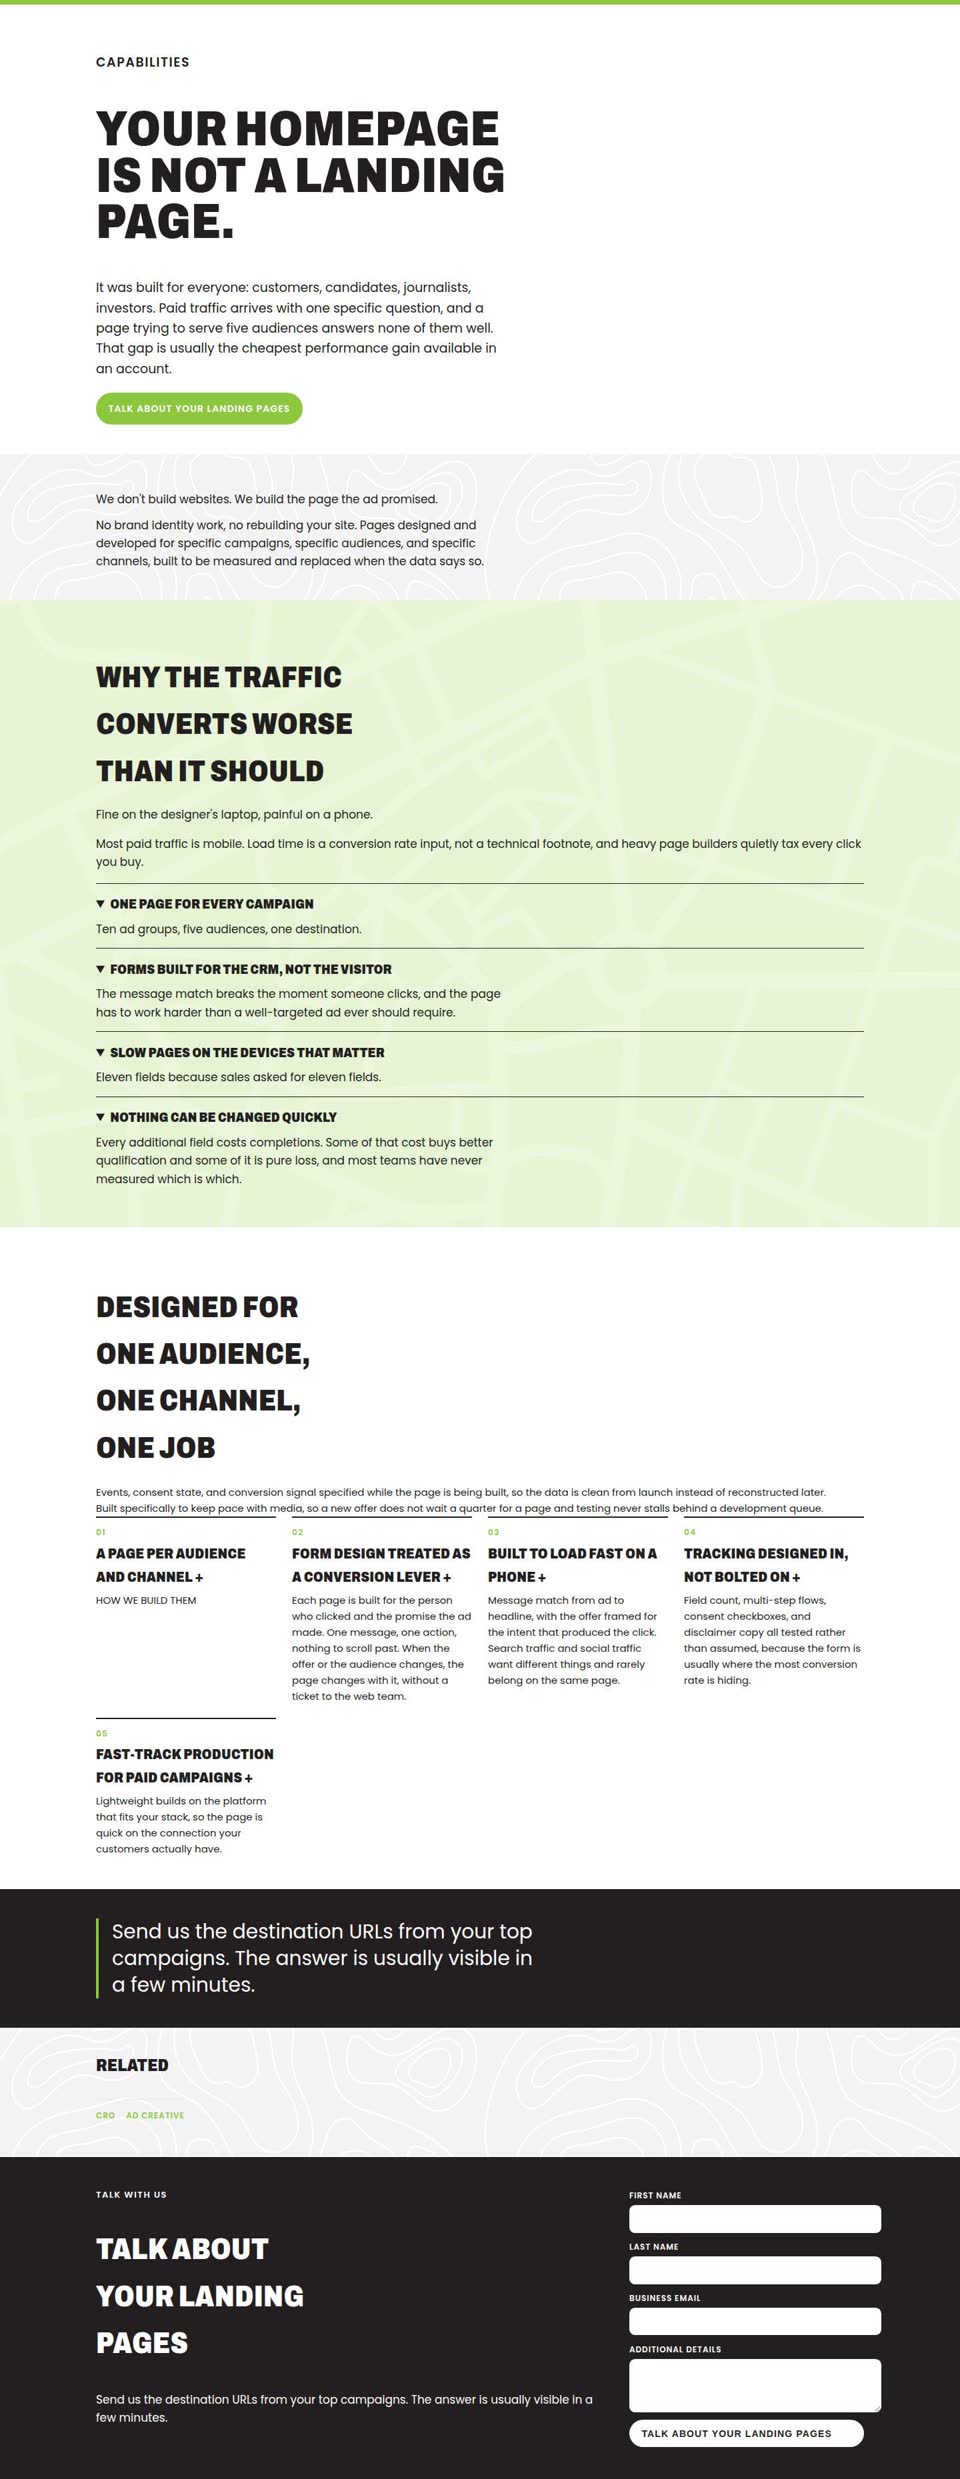 CAPABILITIES
YOUR HOMEPAGE
IS NOT A LANDING
PAGE.
It was built for everyone: customers, candidates, journalists,
investors. Paid traffic arrives with one specific question, and a
page trying to serve five audiences answers none of them well.
That gap is usually the cheapest performance gain available in
an account.
TALK ABOUT YOUR LANDING PAGES
We don't build websites. We build the page the ad promised.
No brand identity work, no rebuilding your site. Pages designed and
developed for specific campaigns, specific audiences, and specific
channels, built to be measured and replaced when the data says so.
WHY THE TRAFFIC
CONVERTS WORSE
THAN IT SHOULD
Fine on the designer's laptop, painful on a phone.
Most paid traffic is mobile. Load time is a conversion rate input, not a technical footnote, and heavy page builders quietly tax every click
you buy.
▼ ONE PAGE FOR EVERY CAMPAIGN
Ten ad groups, five audiences, one destination.
▼ FORMS BUILT FOR THE CRM, NOT THE VISITOR
The message match breaks the moment someone clicks, and the page
has to work harder than a well-targeted ad ever should require.
▼ SLOW PAGES ON THE DEVICES THAT MATTER
Eleven fields because sales asked for eleven fields.
▼ NOTHING CAN BE CHANGED QUICKLY
Every additional field costs completions. Some of that cost buys better
qualification and some of it is pure loss, and most teams have never
measured which is which.
DESIGNED FOR
ONE AUDIENCE,
ONE CHANNEL,
ONE JOB
Events, consent state, and conversion signal specified while the page is being built, so the data is clean from launch instead of reconstructed later.
Built specifically to keep pace with media, so a new offer does not wait a quarter for a page and testing never stalls behind a development queue.
01
A PAGE PER AUDIENCE
AND CHANNEL +
HOW WE BUILD THEM
02
FORM DESIGN TREATED AS
A CONVERSION LEVER +
Each page is built for the person
who clicked and the promise the ad
made. One message, one action,
nothing to scroll past. When the
offer or the audience changes, the
page changes with it, without a
ticket to the web team.
03
BUILT TO LOAD FAST ON A
PHONE +
Message match from ad to
headline, with the offer framed for
the intent that produced the click.
Search traffic and social traffic
want different things and rarely
belong on the same page.
04
TRACKING DESIGNED IN,
NOT BOLTED ON +
Field count, multi-step flows,
consent checkboxes, and
disclaimer copy all tested rather
than assumed, because the form is
usually where the most conversion
rate is hiding.
05
FAST-TRACK PRODUCTION
FOR PAID CAMPAIGNS +
Lightweight builds on the platform
that fits your stack, so the page is
quick on the connection your
customers actually have.
Send us the destination URLs from your top
campaigns. The answer is usually visible in
a few minutes.
RELATED
CRO AD CREATIVE
TALK WITH US
TALK ABOUT
YOUR LANDING
PAGES
Send us the destination URLs from your top campaigns. The answer is usually visible in a
few minutes.
FIRST NAME
LAST NAME
BUSINESS EMAIL
ADDITIONAL DETAILS
TALK ABOUT YOUR LANDING PAGES